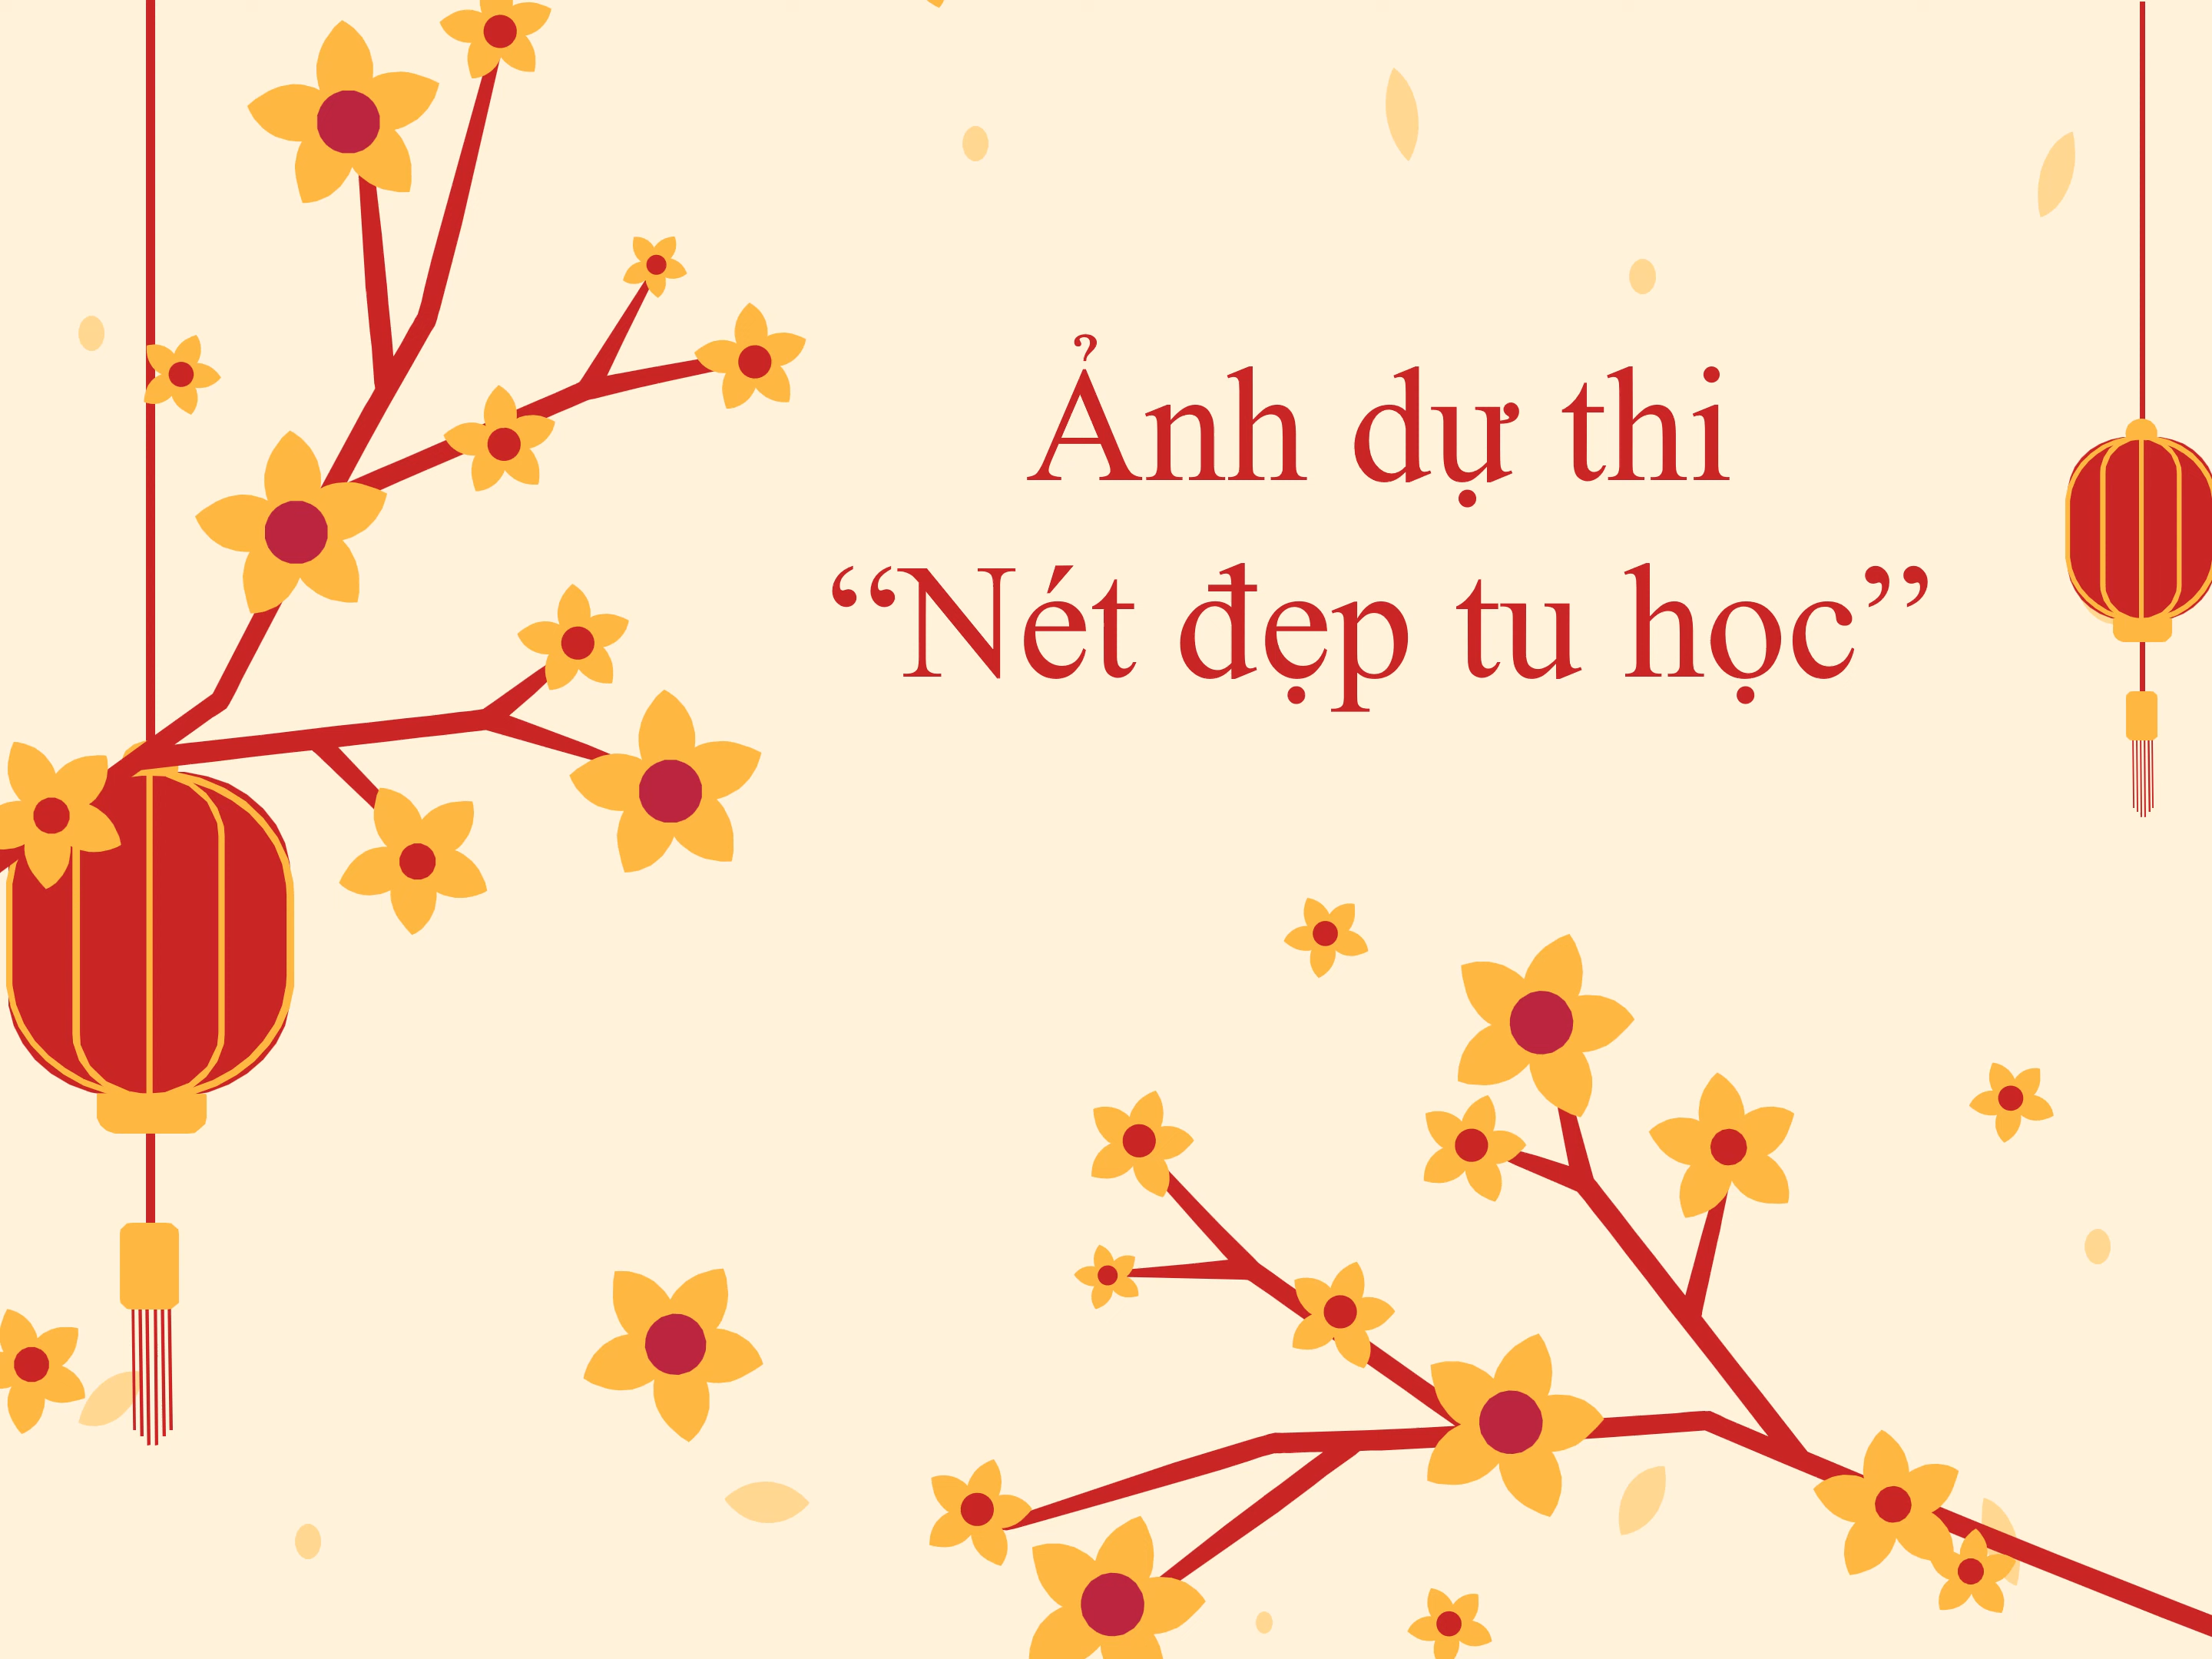 Ảnh dự thi
“Nét đẹp tu học”